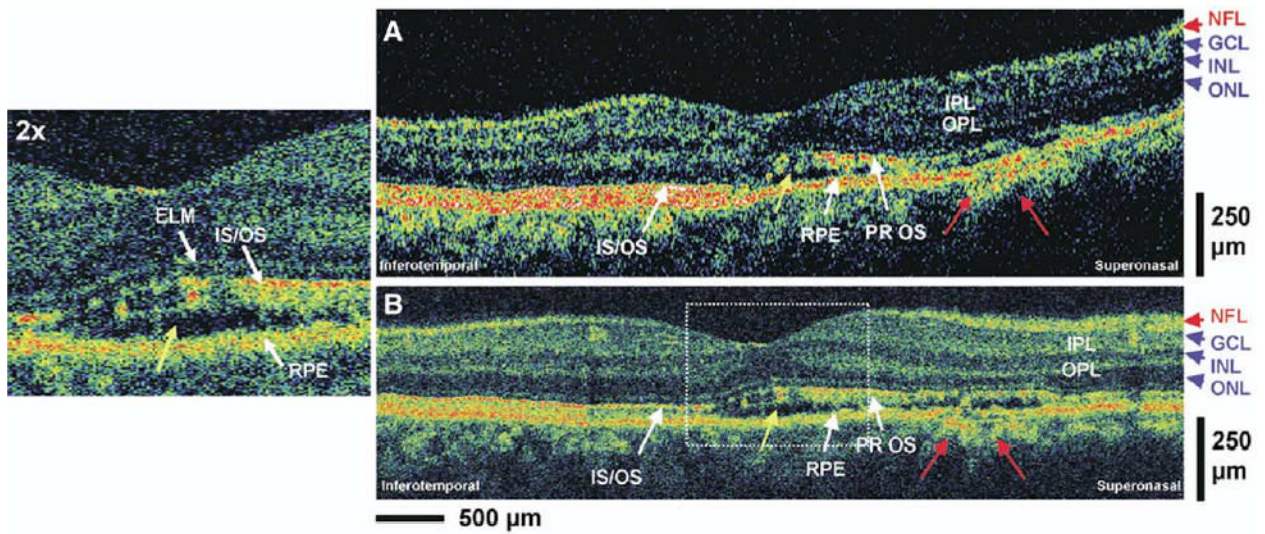 2x
ELM
IS/OS
RPE
A
IPL
OPL
IS/OS
RPE
PR OS
Inferotemporal
Superonasal
NFL
GCL
INL
ONL
250
µm
B
IPL
OPL
IS/OS
RPE
PR OS
Inferotemporal
Superonasal
NFL
GCL
INL
ONL
250
µm
500 µm